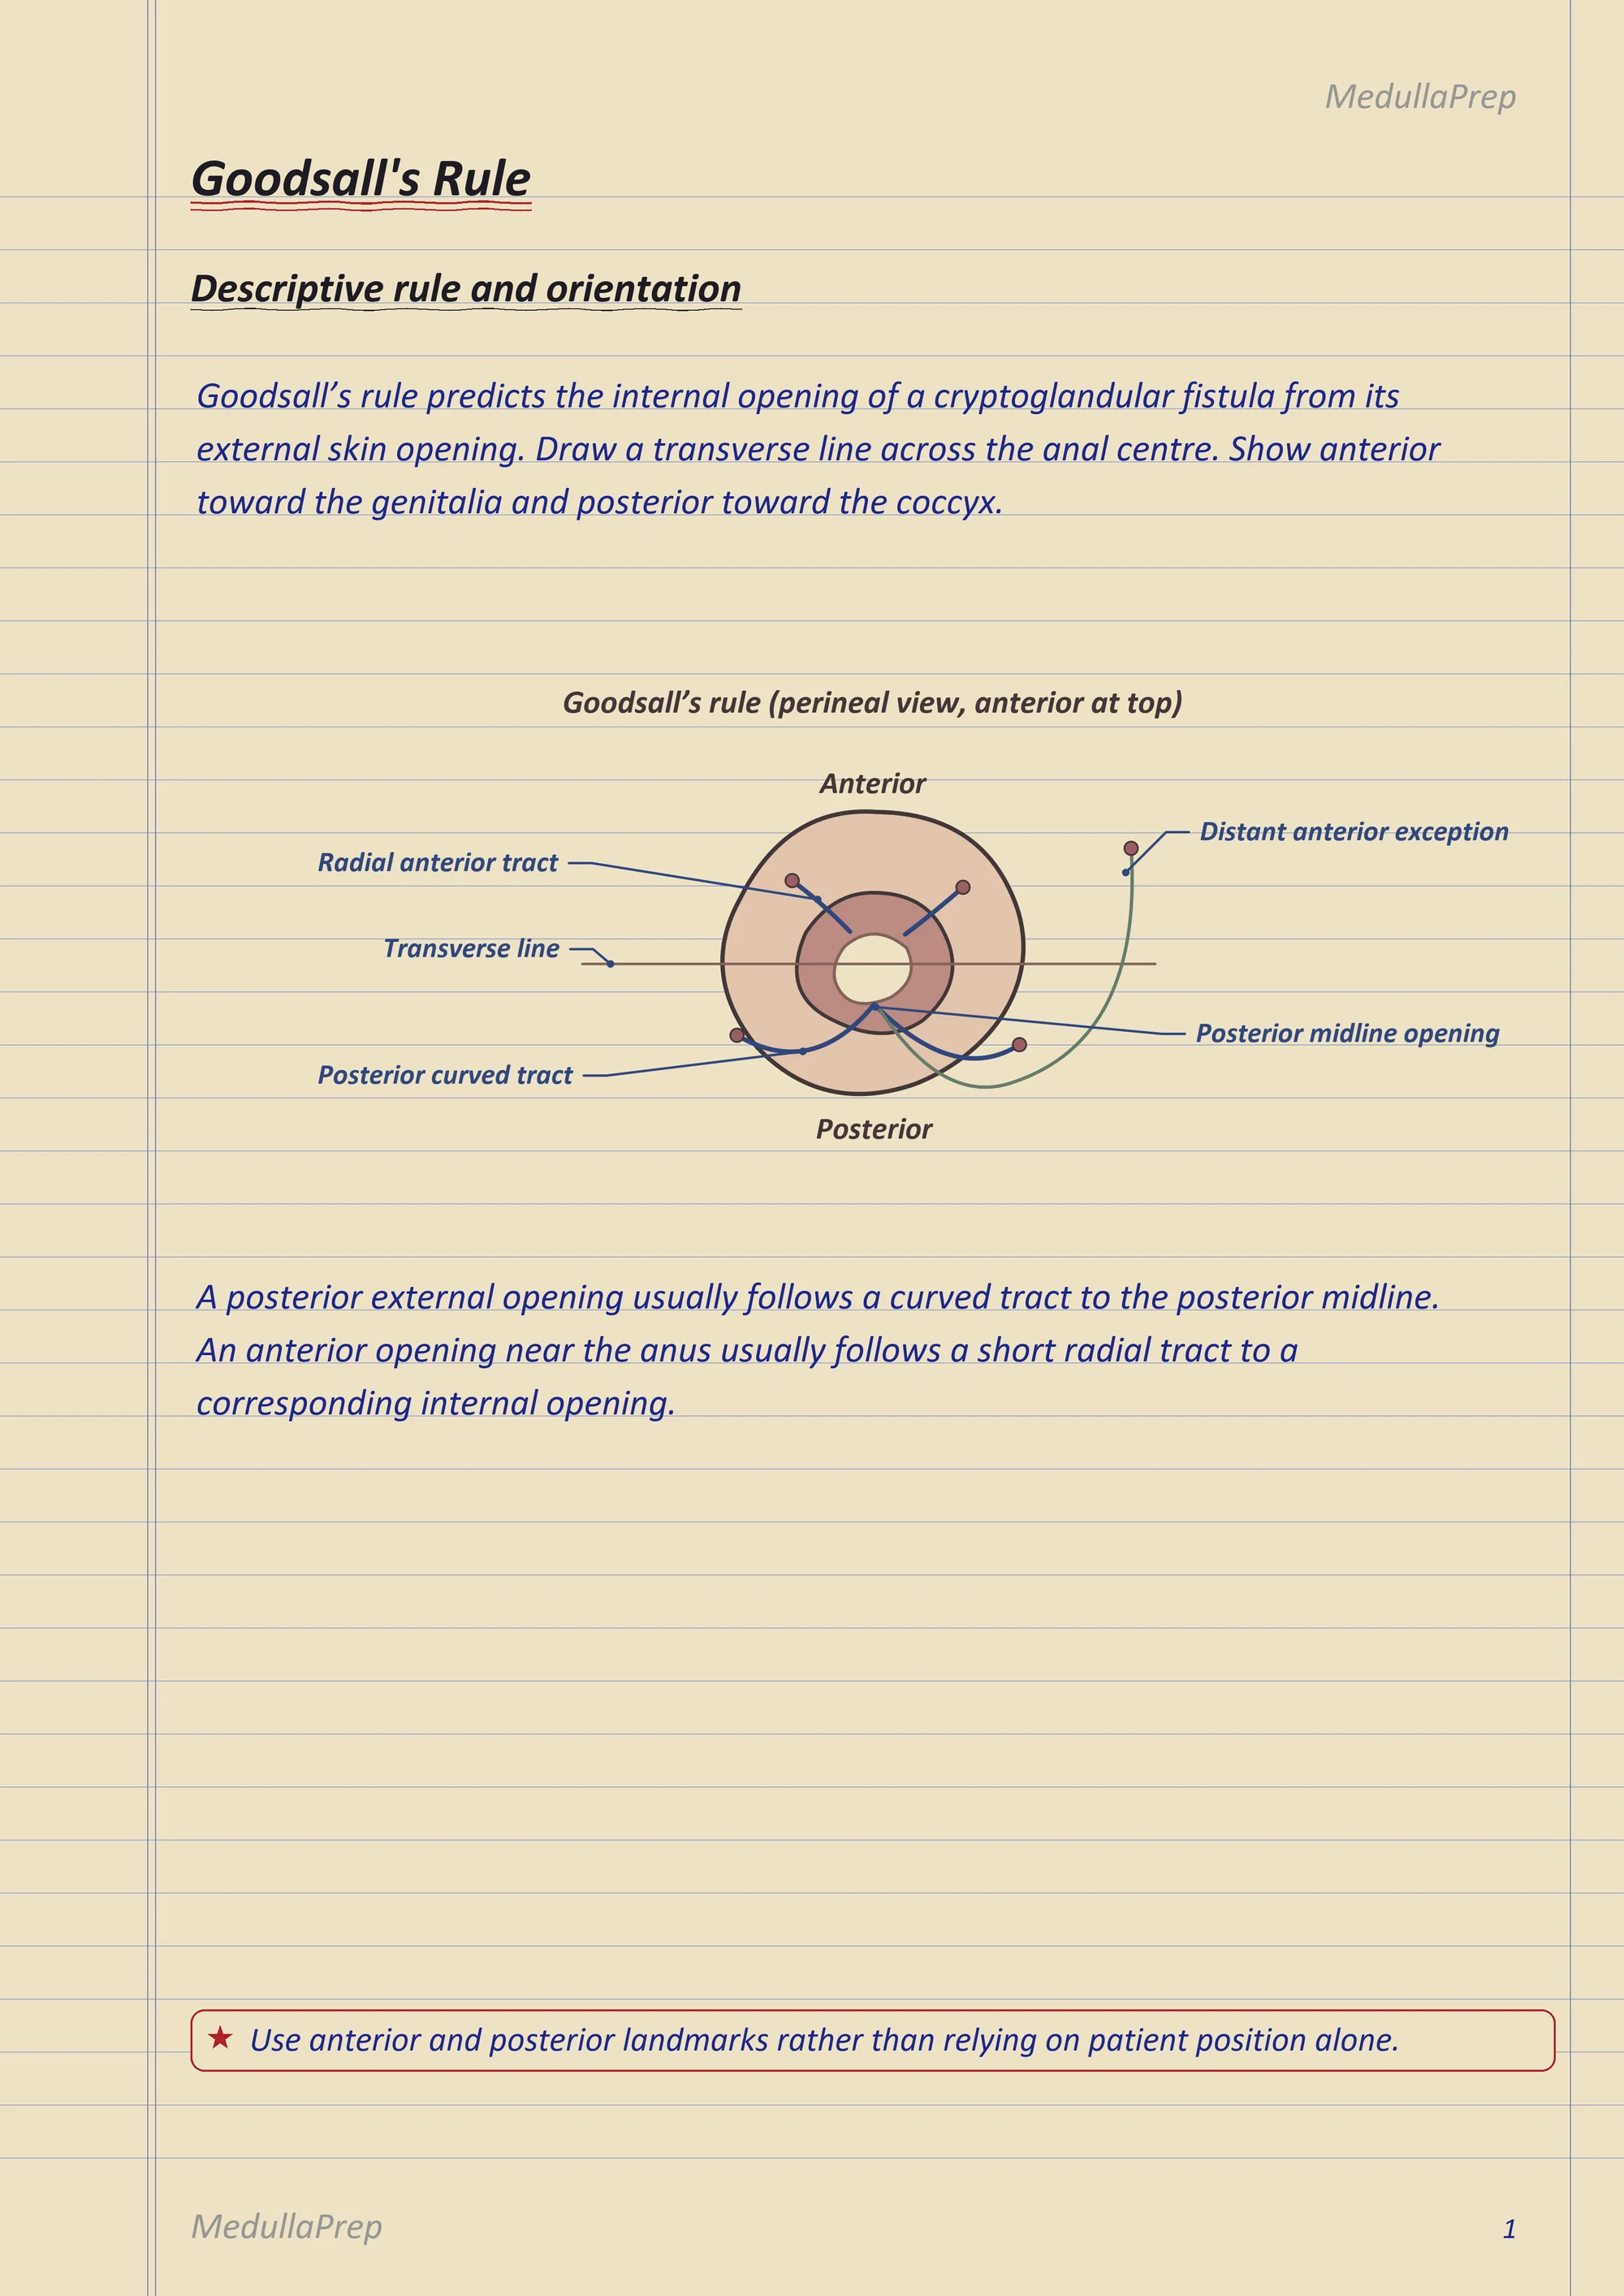 MedullaPrep
Goodsall's Rule
Descriptive rule and orientation
Goodsall’s rule predicts the internal opening of a cryptoglandular fistula from its
external skin opening. Draw a transverse line across the anal centre. Show anterior
toward the genitalia and posterior toward the coccyx.
Goodsall’s rule (perineal view, anterior at top)
Anterior
Distant anterior exception
Radial anterior tract
Transverse line
Posterior midline opening
Posterior curved tract
Posterior
A posterior external opening usually follows a curved tract to the posterior midline.
An anterior opening near the anus usually follows a short radial tract to a
corresponding internal opening.
★ Use anterior and posterior landmarks rather than relying on patient position alone.
MedullaPrep
1